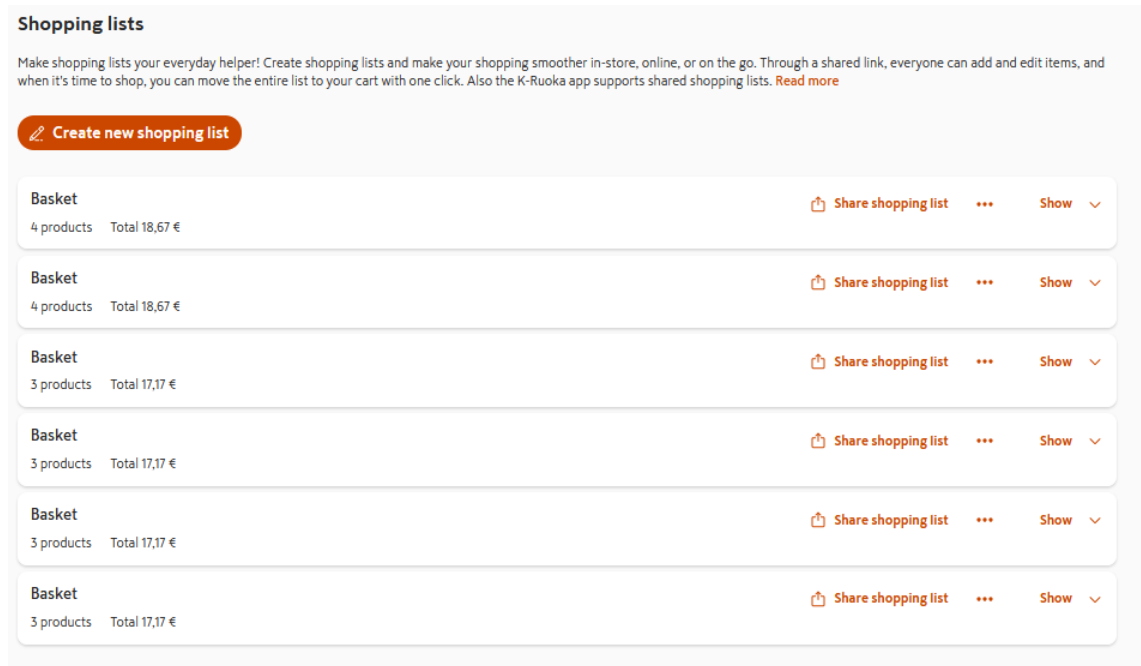 Shopping lists
Make shopping lists your everyday helper! Create shopping lists and make your shopping smoother in-store, online, or on the go. Through a shared link, everyone can add and edit items, and
when it's time to shop, you can move the entire list to your cart with one click. Also the K-Ruoka app supports shared shopping lists. Read more
Create new shopping list
Basket
Share shopping list ••• Show
4 products Total 18,67 €
Basket
Share shopping list ••• Show
4 products Total 18,67 €
Basket
Share shopping list ••• Show
3 products Total 17,17 €
Basket
Share shopping list ••• Show
3 products Total 17,17 €
Basket
Share shopping list ••• Show
3 products Total 17,17 €
Basket
Share shopping list ••• Show
3 products Total 17,17 €